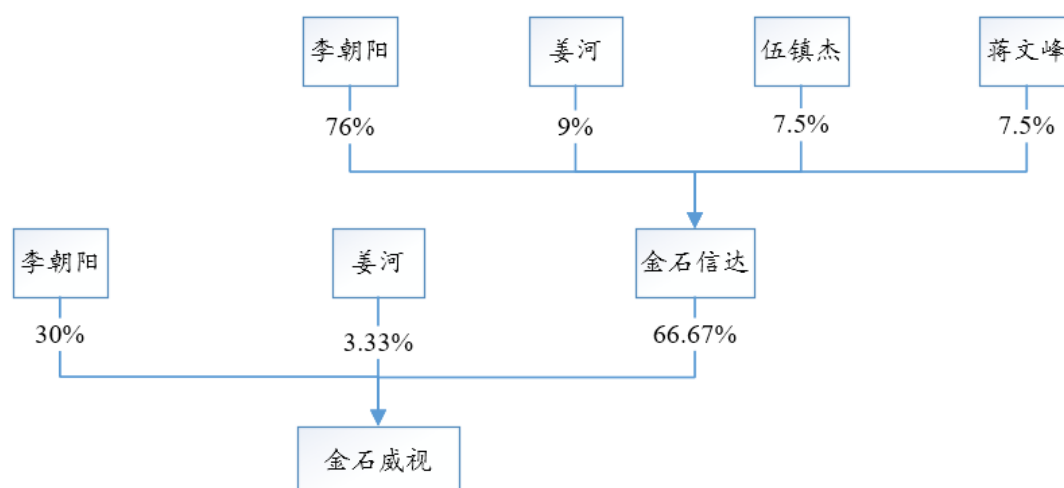 李朝阳 姜河 伍镇杰 蒋文峰
76% 9% 7.5% 7.5%
李朝阳 姜河 金石信达
30% 3.33% 66.67%
金石威视